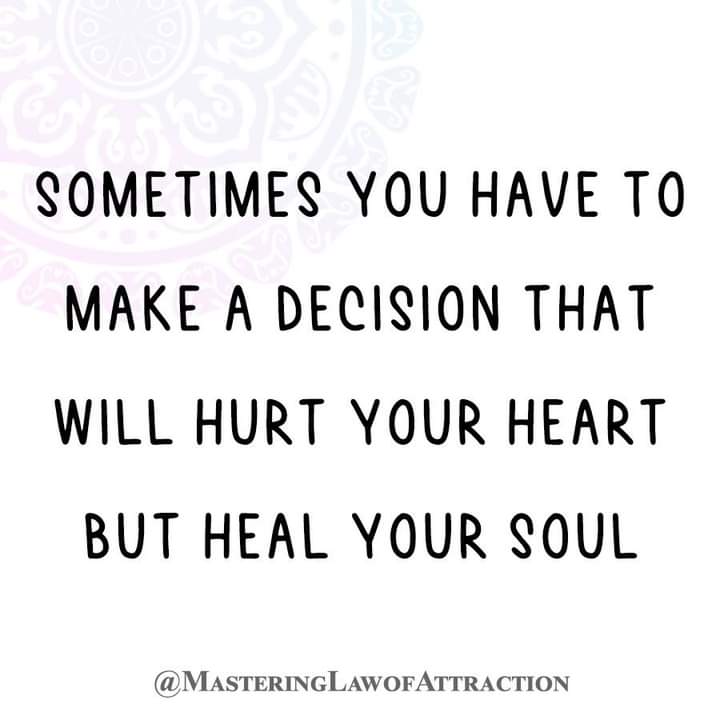 SOMETIMES YOU HAVE TO
MAKE A DECISION THAT
WILL HURT YOUR HEART
BUT HEAL YOUR SOUL
@MasteringLawofAttraction